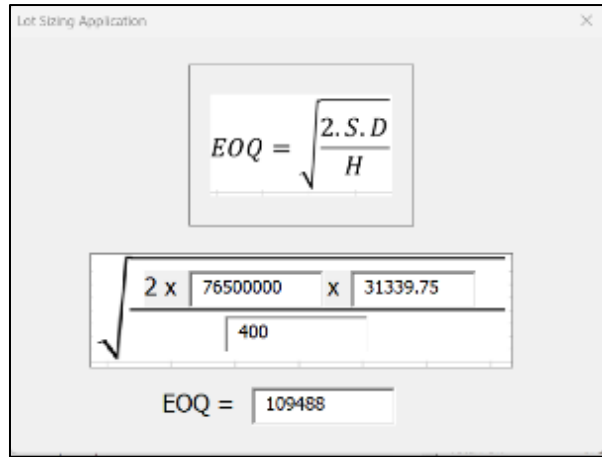 Lot Sizing Application
EOQ = √2.S.D
H
2 x 76500000 x 31339.75
400
EOQ = 109488